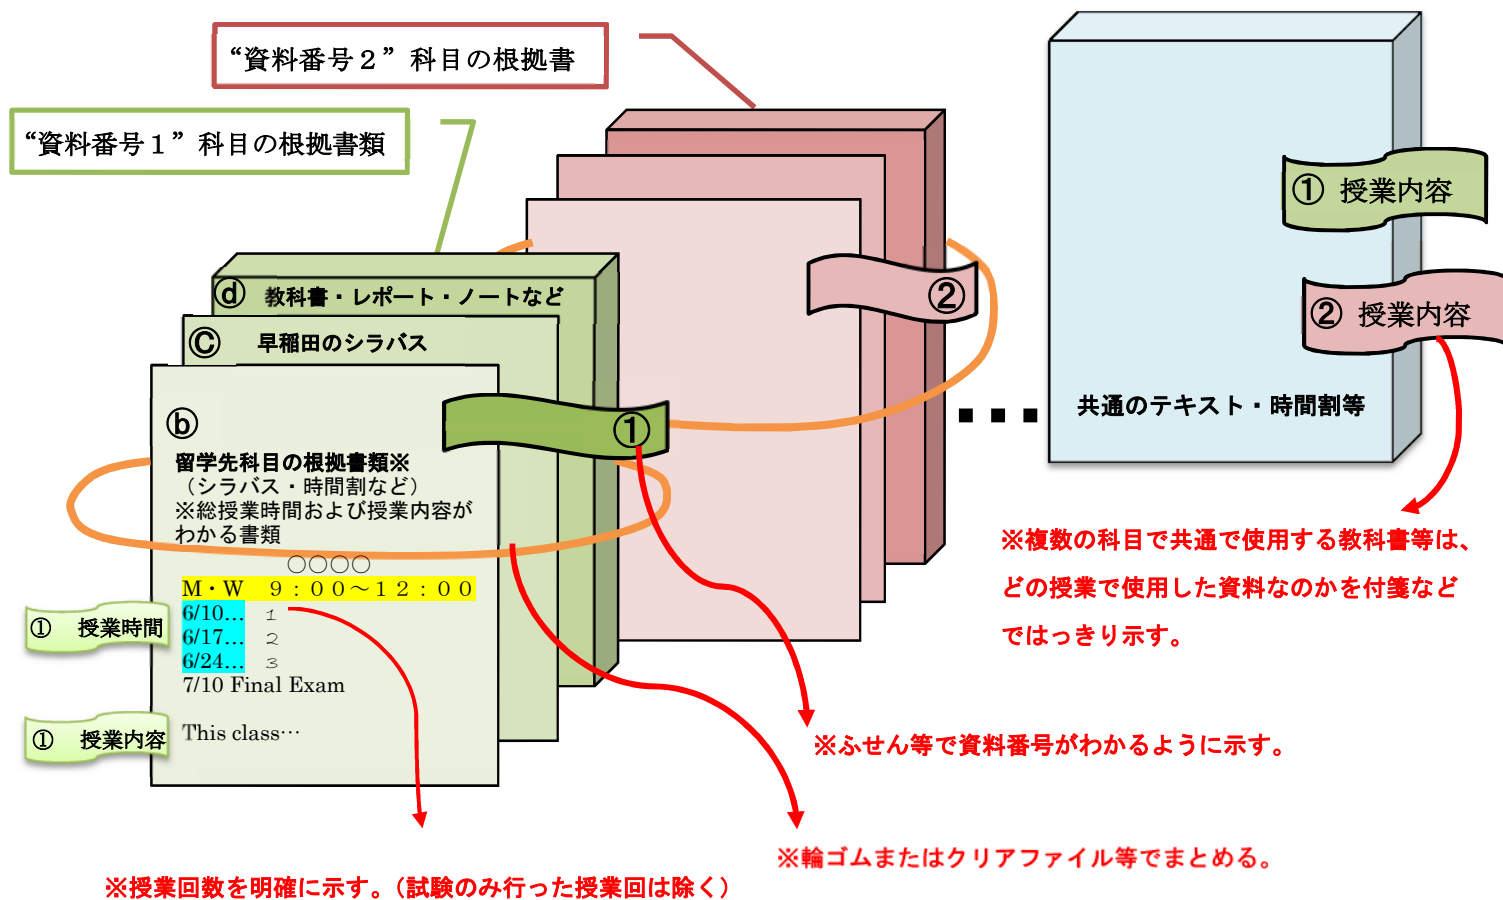 “資料番号２”科目の根拠書
“資料番号１”科目の根拠書類
① 授業内容
② 授業内容
②
ⓓ 教科書・レポート・ノートなど
Ⓒ 早稲田のシラバス
ⓑ
①
留学先科目の根拠書類※
（シラバス・時間割など）
※総授業時間および授業内容が
わかる書類
○○○○
M・W ９：００～１２：００
6/10… 1
6/17… 2
6/24… 3
7/10 Final Exam
This class…
① 授業時間
① 授業内容
・・・
共通のテキスト・時間割等
※複数の科目で共通で使用する教科書等は、
どの授業で使用した資料なのかを付箋など
ではっきり示す。
※ふせん等で資料番号がわかるように示す。
※輪ゴムまたはクリアファイル等でまとめる。
※授業回数を明確に示す。（試験のみ行った授業回は除く）